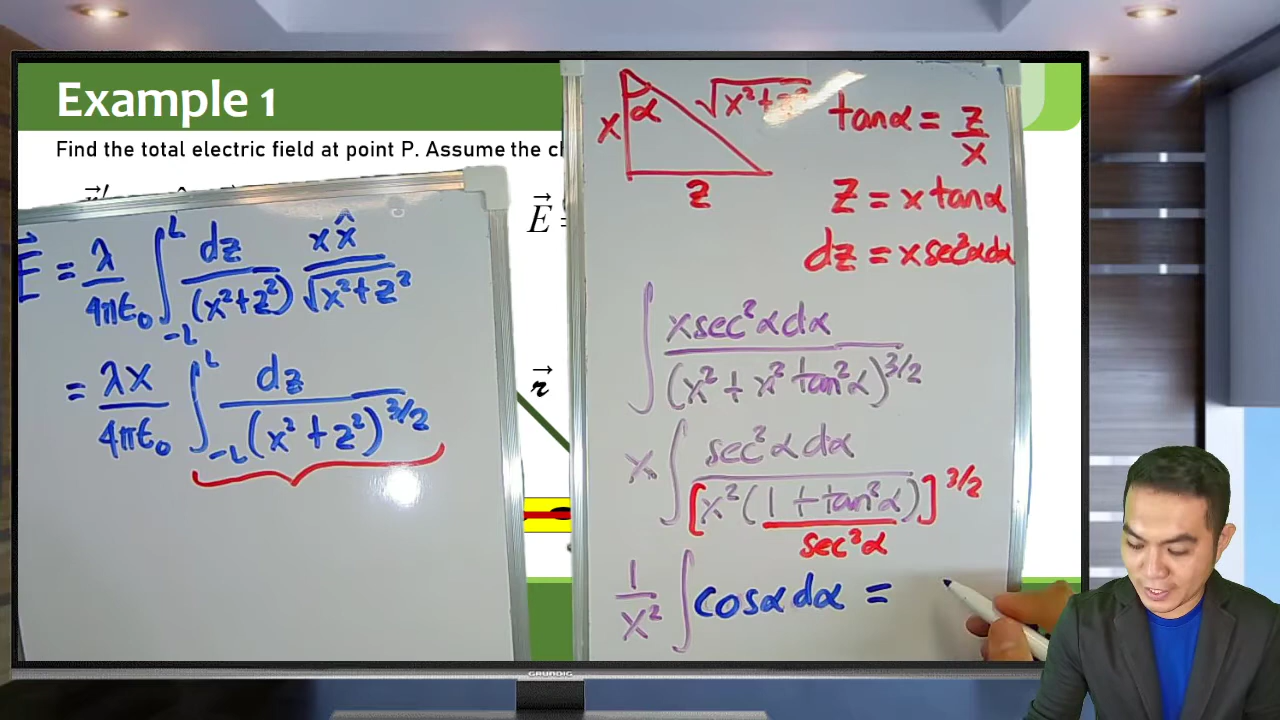 Example 1
Find the total electric field at point P. Assume the
E =
E = λ/4πε₀ ∫_-L^L dz/(x²+z²) x x̂/√x²+z²
= λx/4πε₀ ∫_-L^L dz/(x²+z²)^3/2
r
x α √x²+
z
tanα = z/x
z = x tanα
dz = x sec²α dα
∫ x sec²α dα/(x² + x² tan²α)^3/2
x ∫ sec²α dα/[x²(1 + tan²α)]^3/2
sec²α
1/x² ∫ cosα dα =
GRUNDIG